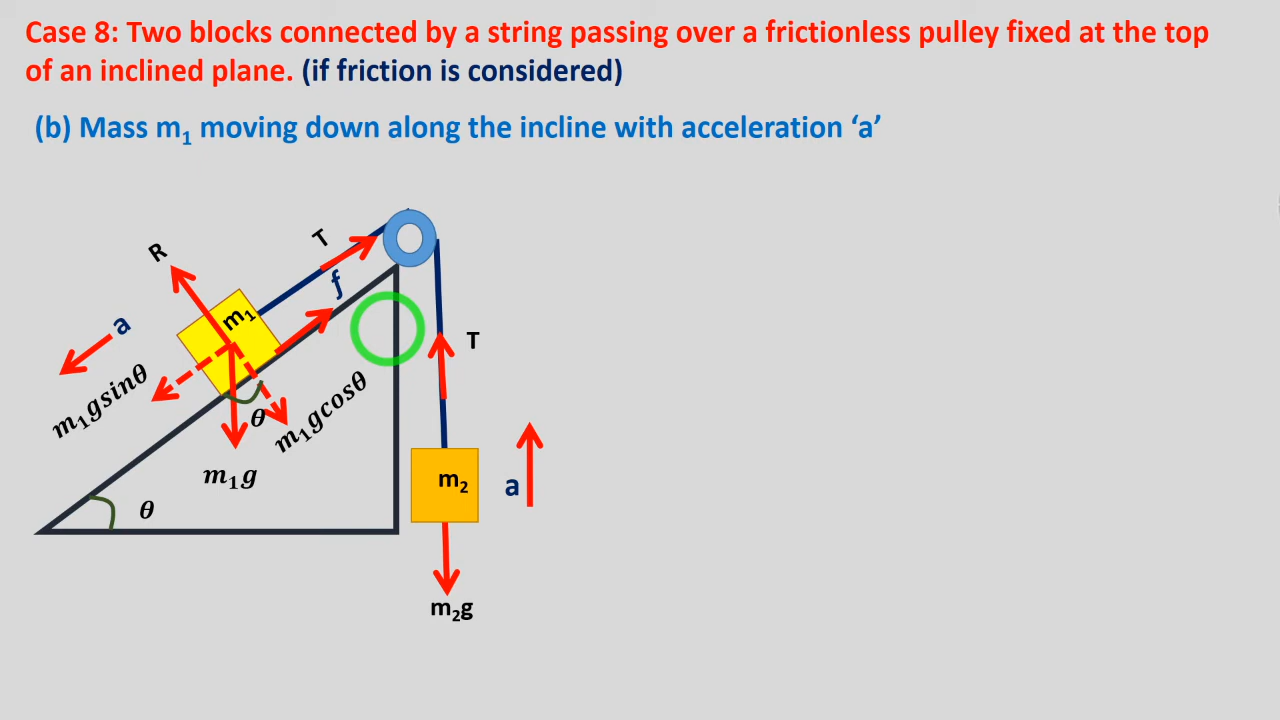 Case 8: Two blocks connected by a string passing over a frictionless pulley fixed at the top
of an inclined plane. (if friction is considered)
(b) Mass m₁ moving down along the incline with acceleration ‘a’
R
T
f
a
m₁
T
m₁gsinθ
m₁gcosθ
θ
m₁g
m₂
a
θ
m₂g